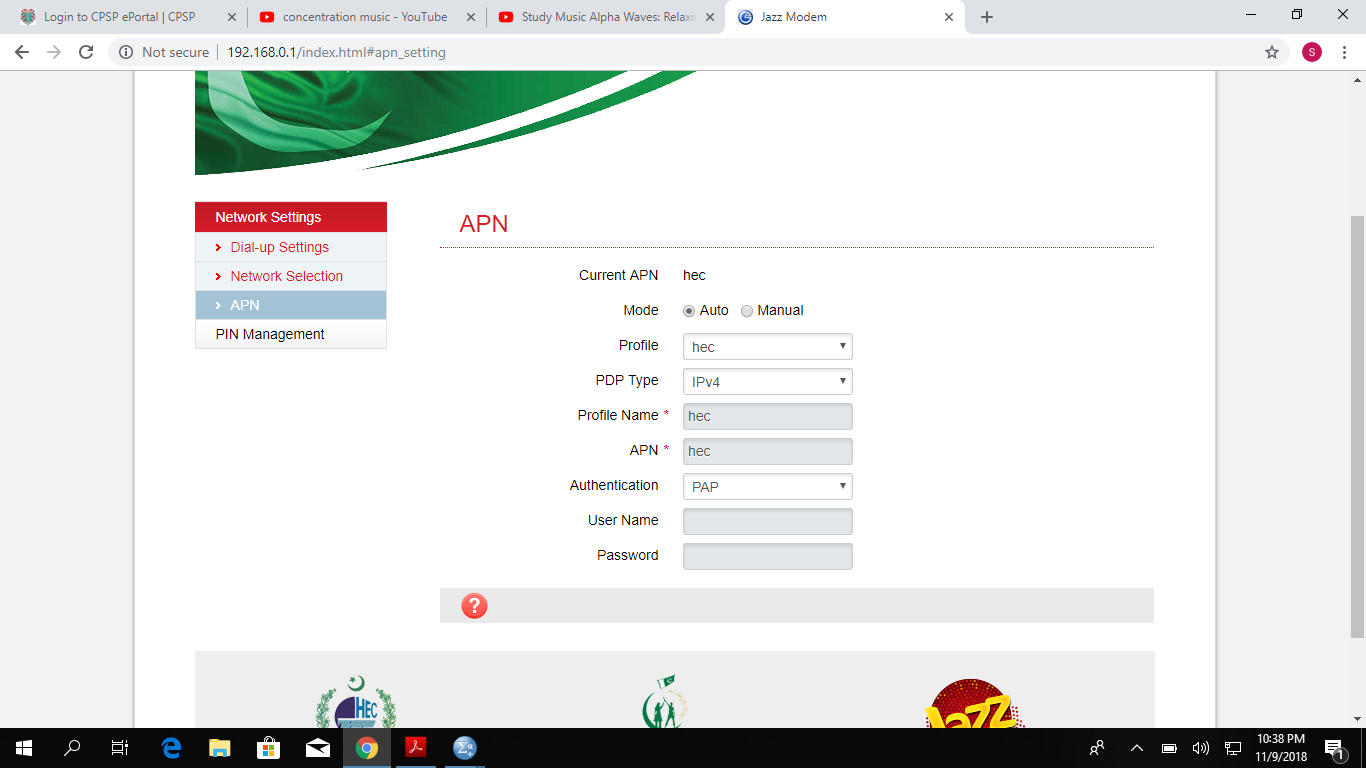 Login to CPSP ePortal | CPSP
concentration music - YouTube
Study Music Alpha Waves: Relaxi
Jazz Modem
Not secure
192.168.0.1/index.html#apn_setting
S
Network Settings
Dial-up Settings
Network Selection
APN
PIN Management
APN
Current APN hec
Mode Auto Manual
Profile hec
PDP Type IPv4
Profile Name * hec
APN * hec
Authentication PAP
User Name
Password
?
HEC
Jazz
10:38 PM
11/9/2018
1